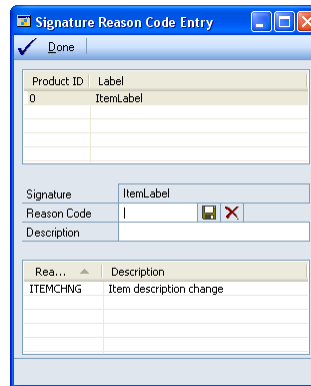 Signature Reason Code Entry
Done
Product ID Label
0 ItemLabel
Signature ItemLabel
Reason Code
Description
Rea... Description
ITEMCHNG Item description change